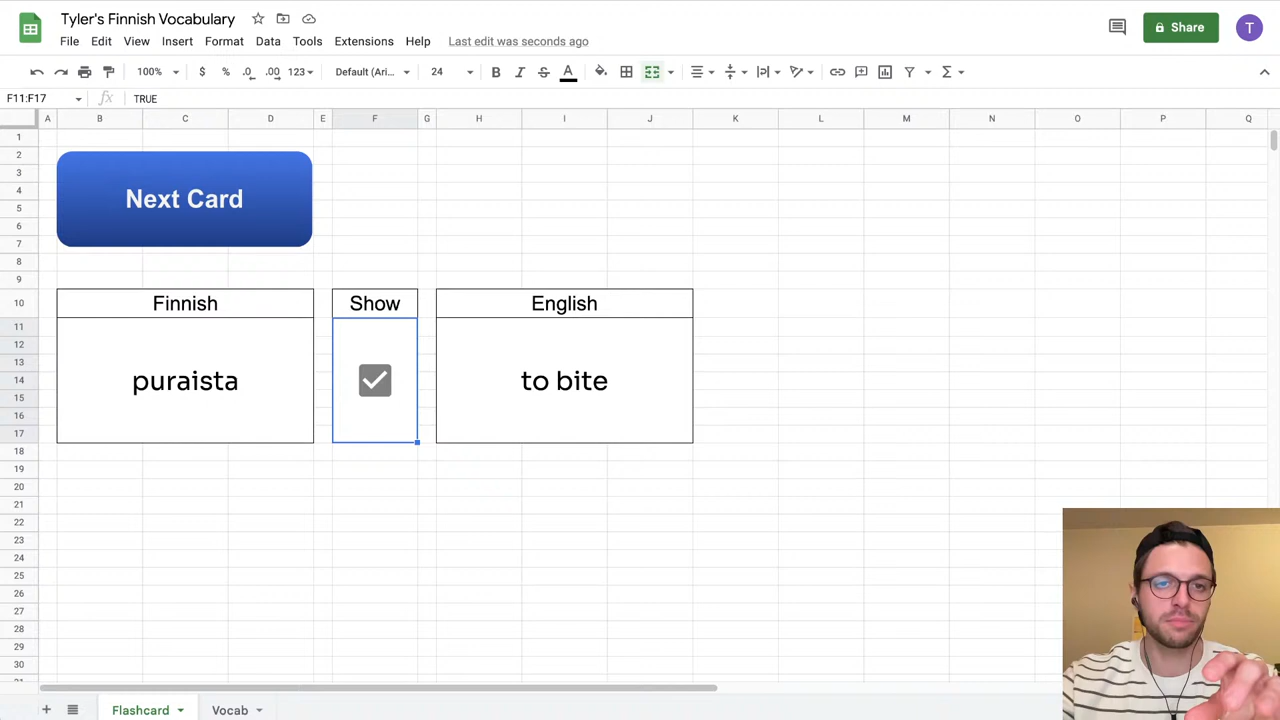 Tyler's Finnish Vocabulary
Share
T
File Edit View Insert Format Data Tools Extensions Help Last edit was seconds ago
100% $ % .0 .00 123 Default (Ari... 24 B I S A Σ
F11:F17 fx TRUE
A B C D E F G H I J K L M N O P Q
1
2
3
4
5
6
7
8
9
10
11
12
13
14
15
16
17
18
19
20
21
22
23
24
25
26
27
28
29
30
Next Card
Finnish Show English
puraista to bite
+ Flashcard Vocab